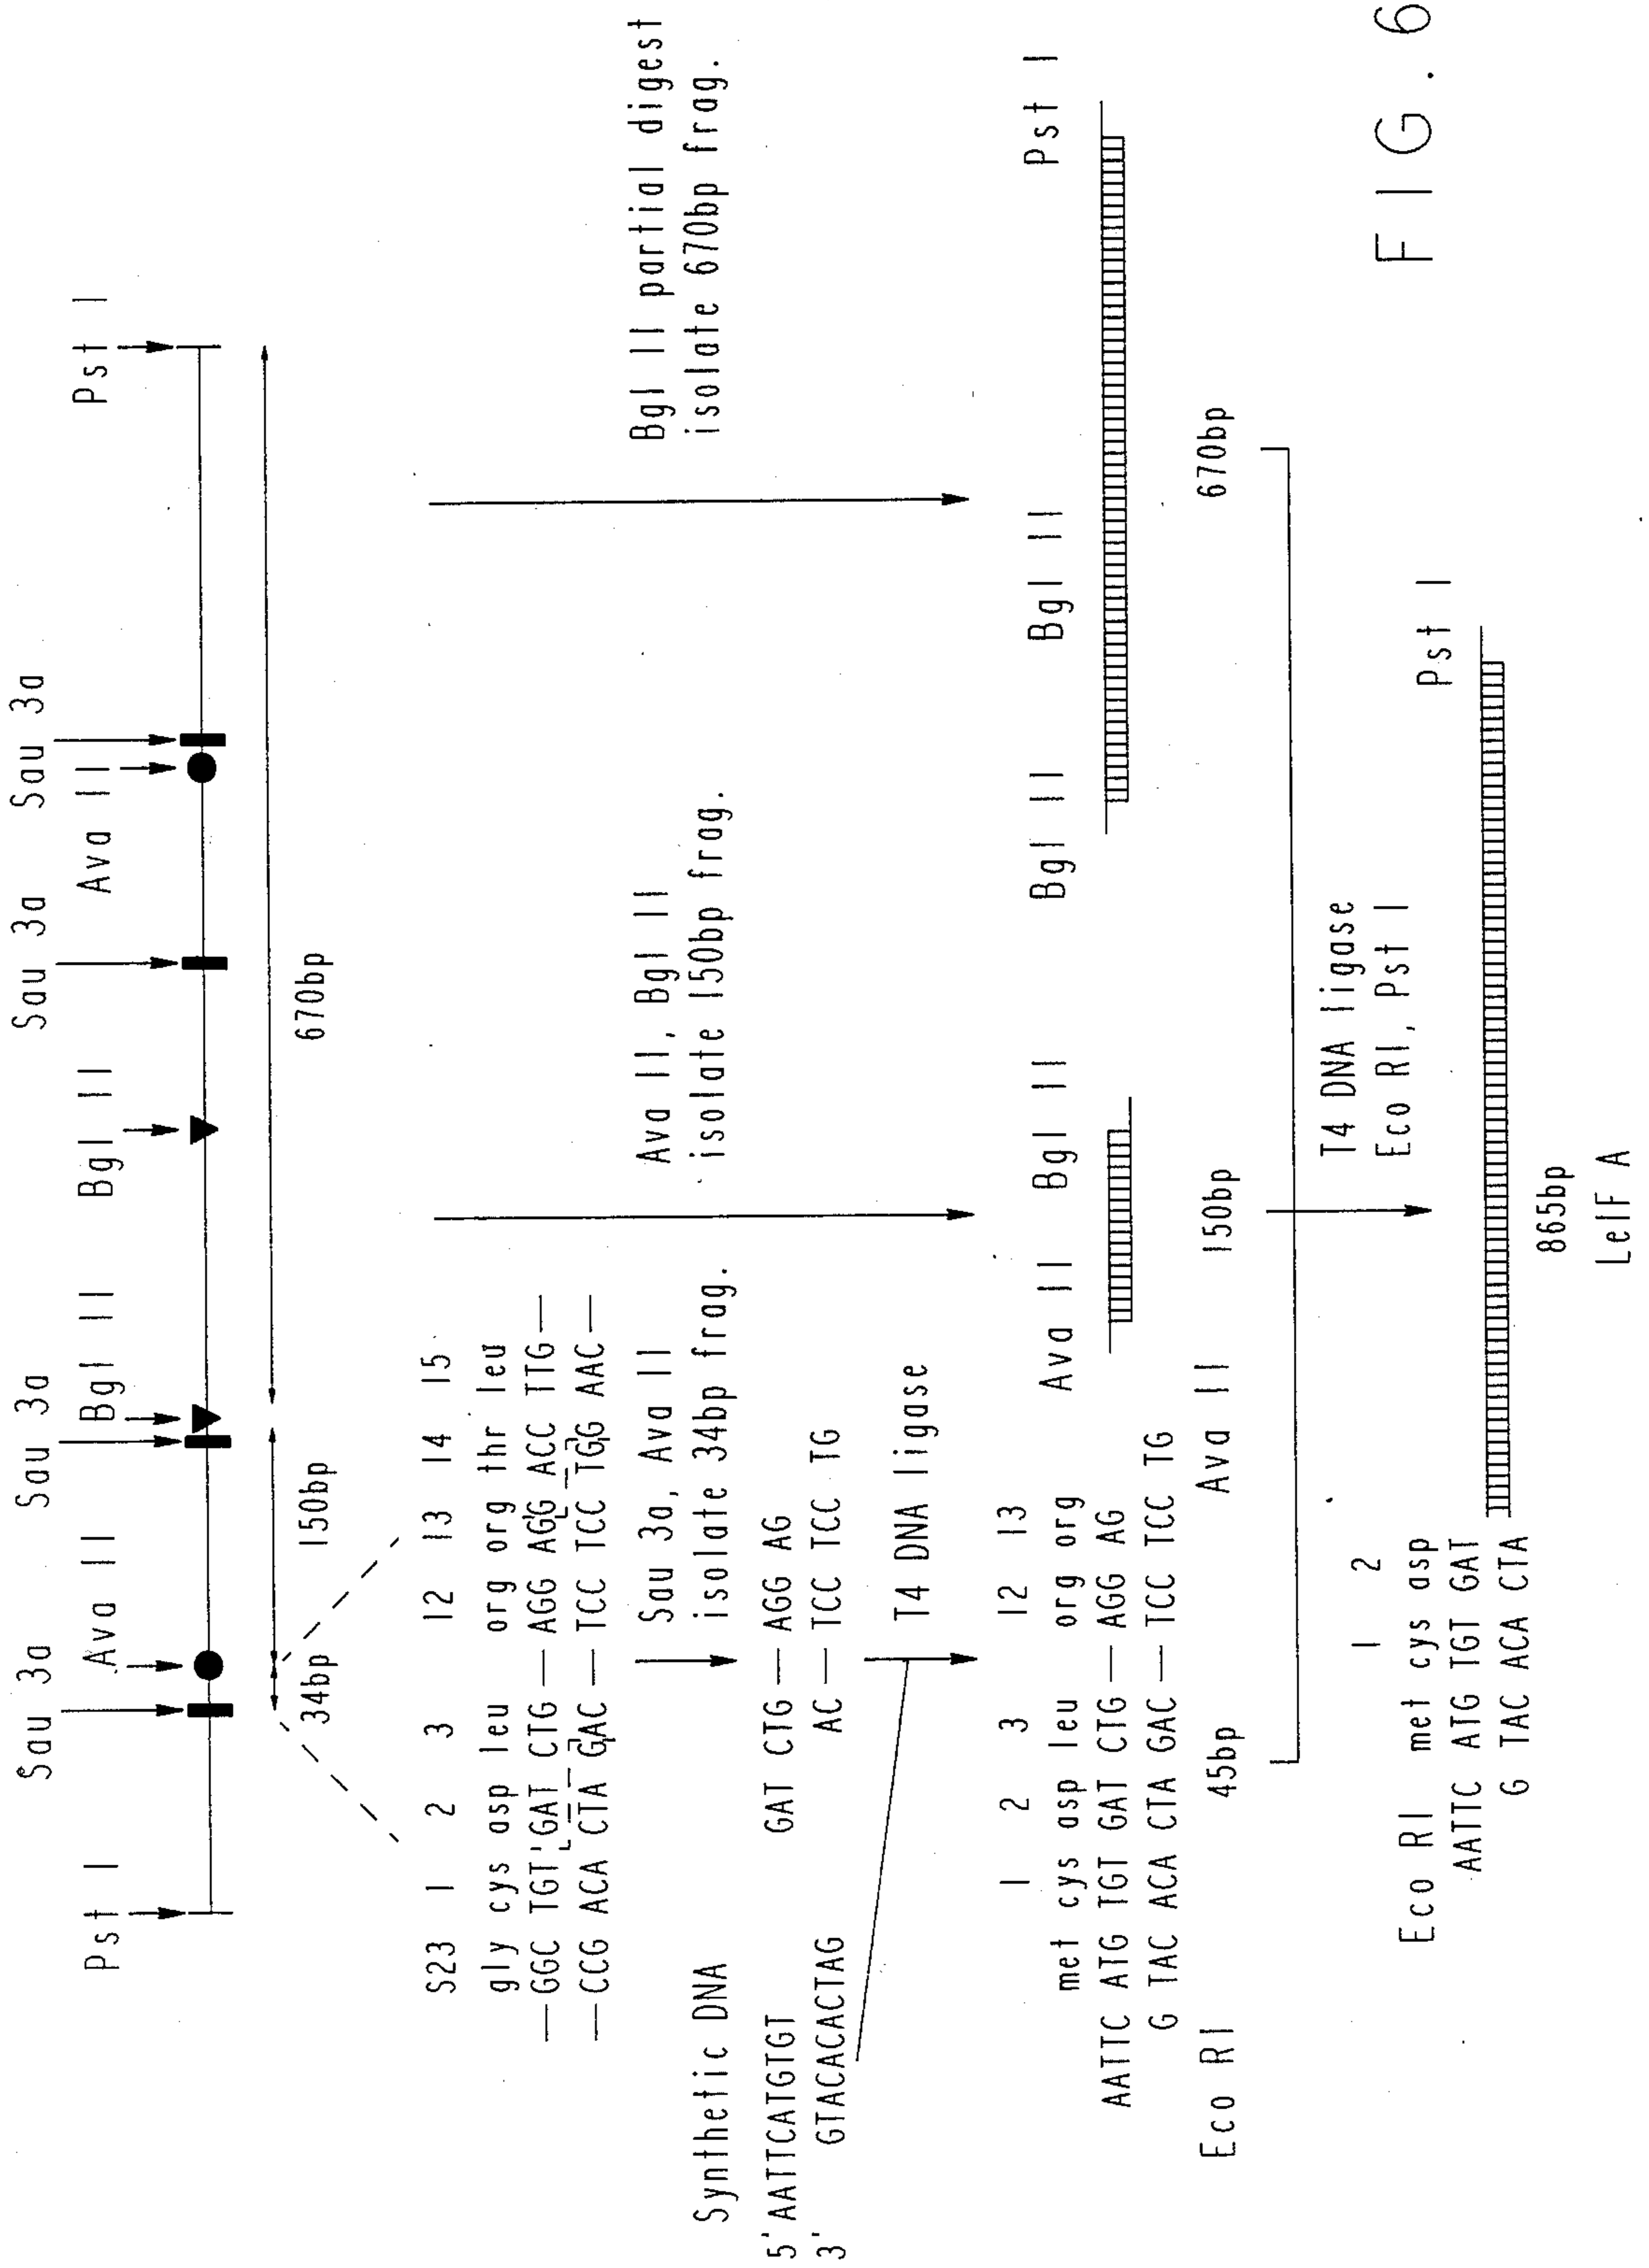 Sau 3a
Sau 3a
Sau 3a
Sau 3a
Pst I
Ava II
Bgl II
Bgl II
Ava II
Pst I
34bp
150bp
670bp
S23 1 2 3 12 13 14 15
gly cys asp leu org org thr leu
—GGC TGT GAT CTG — AGG AGG ACC TTG —
—CCG ACA CTA GAC — TCC TCC TGG AAC —
Synthetic DNA
5'AATTCATGTGT
3' GTACACACTAG
Sau 3a, Ava II
isolate 34bp frag.
Ava II, Bgl II
isolate 150bp frag.
Bgl II partial digest
isolate 670bp frag.
GAT CTG — AGG AG
AC — TCC TCC TG
T4 DNA ligase
1 2 3 12 13
met cys asp leu org org
AATTC ATG TGT GAT CTG — AGG AG
G TAC ACA CTA GAC — TCC TCC TG
Eco RI
Ava II
45bp
Ava II
Bgl II
150bp
Bgl II
Bgl II
Pst I
670bp
T4 DNA ligase
Eco RI, Pst I
1 2
Eco RI met cys asp
AATTC ATG TGT GAT
G TAC ACA CTA
Pst I
865bp
LeIF A
FIG. 6